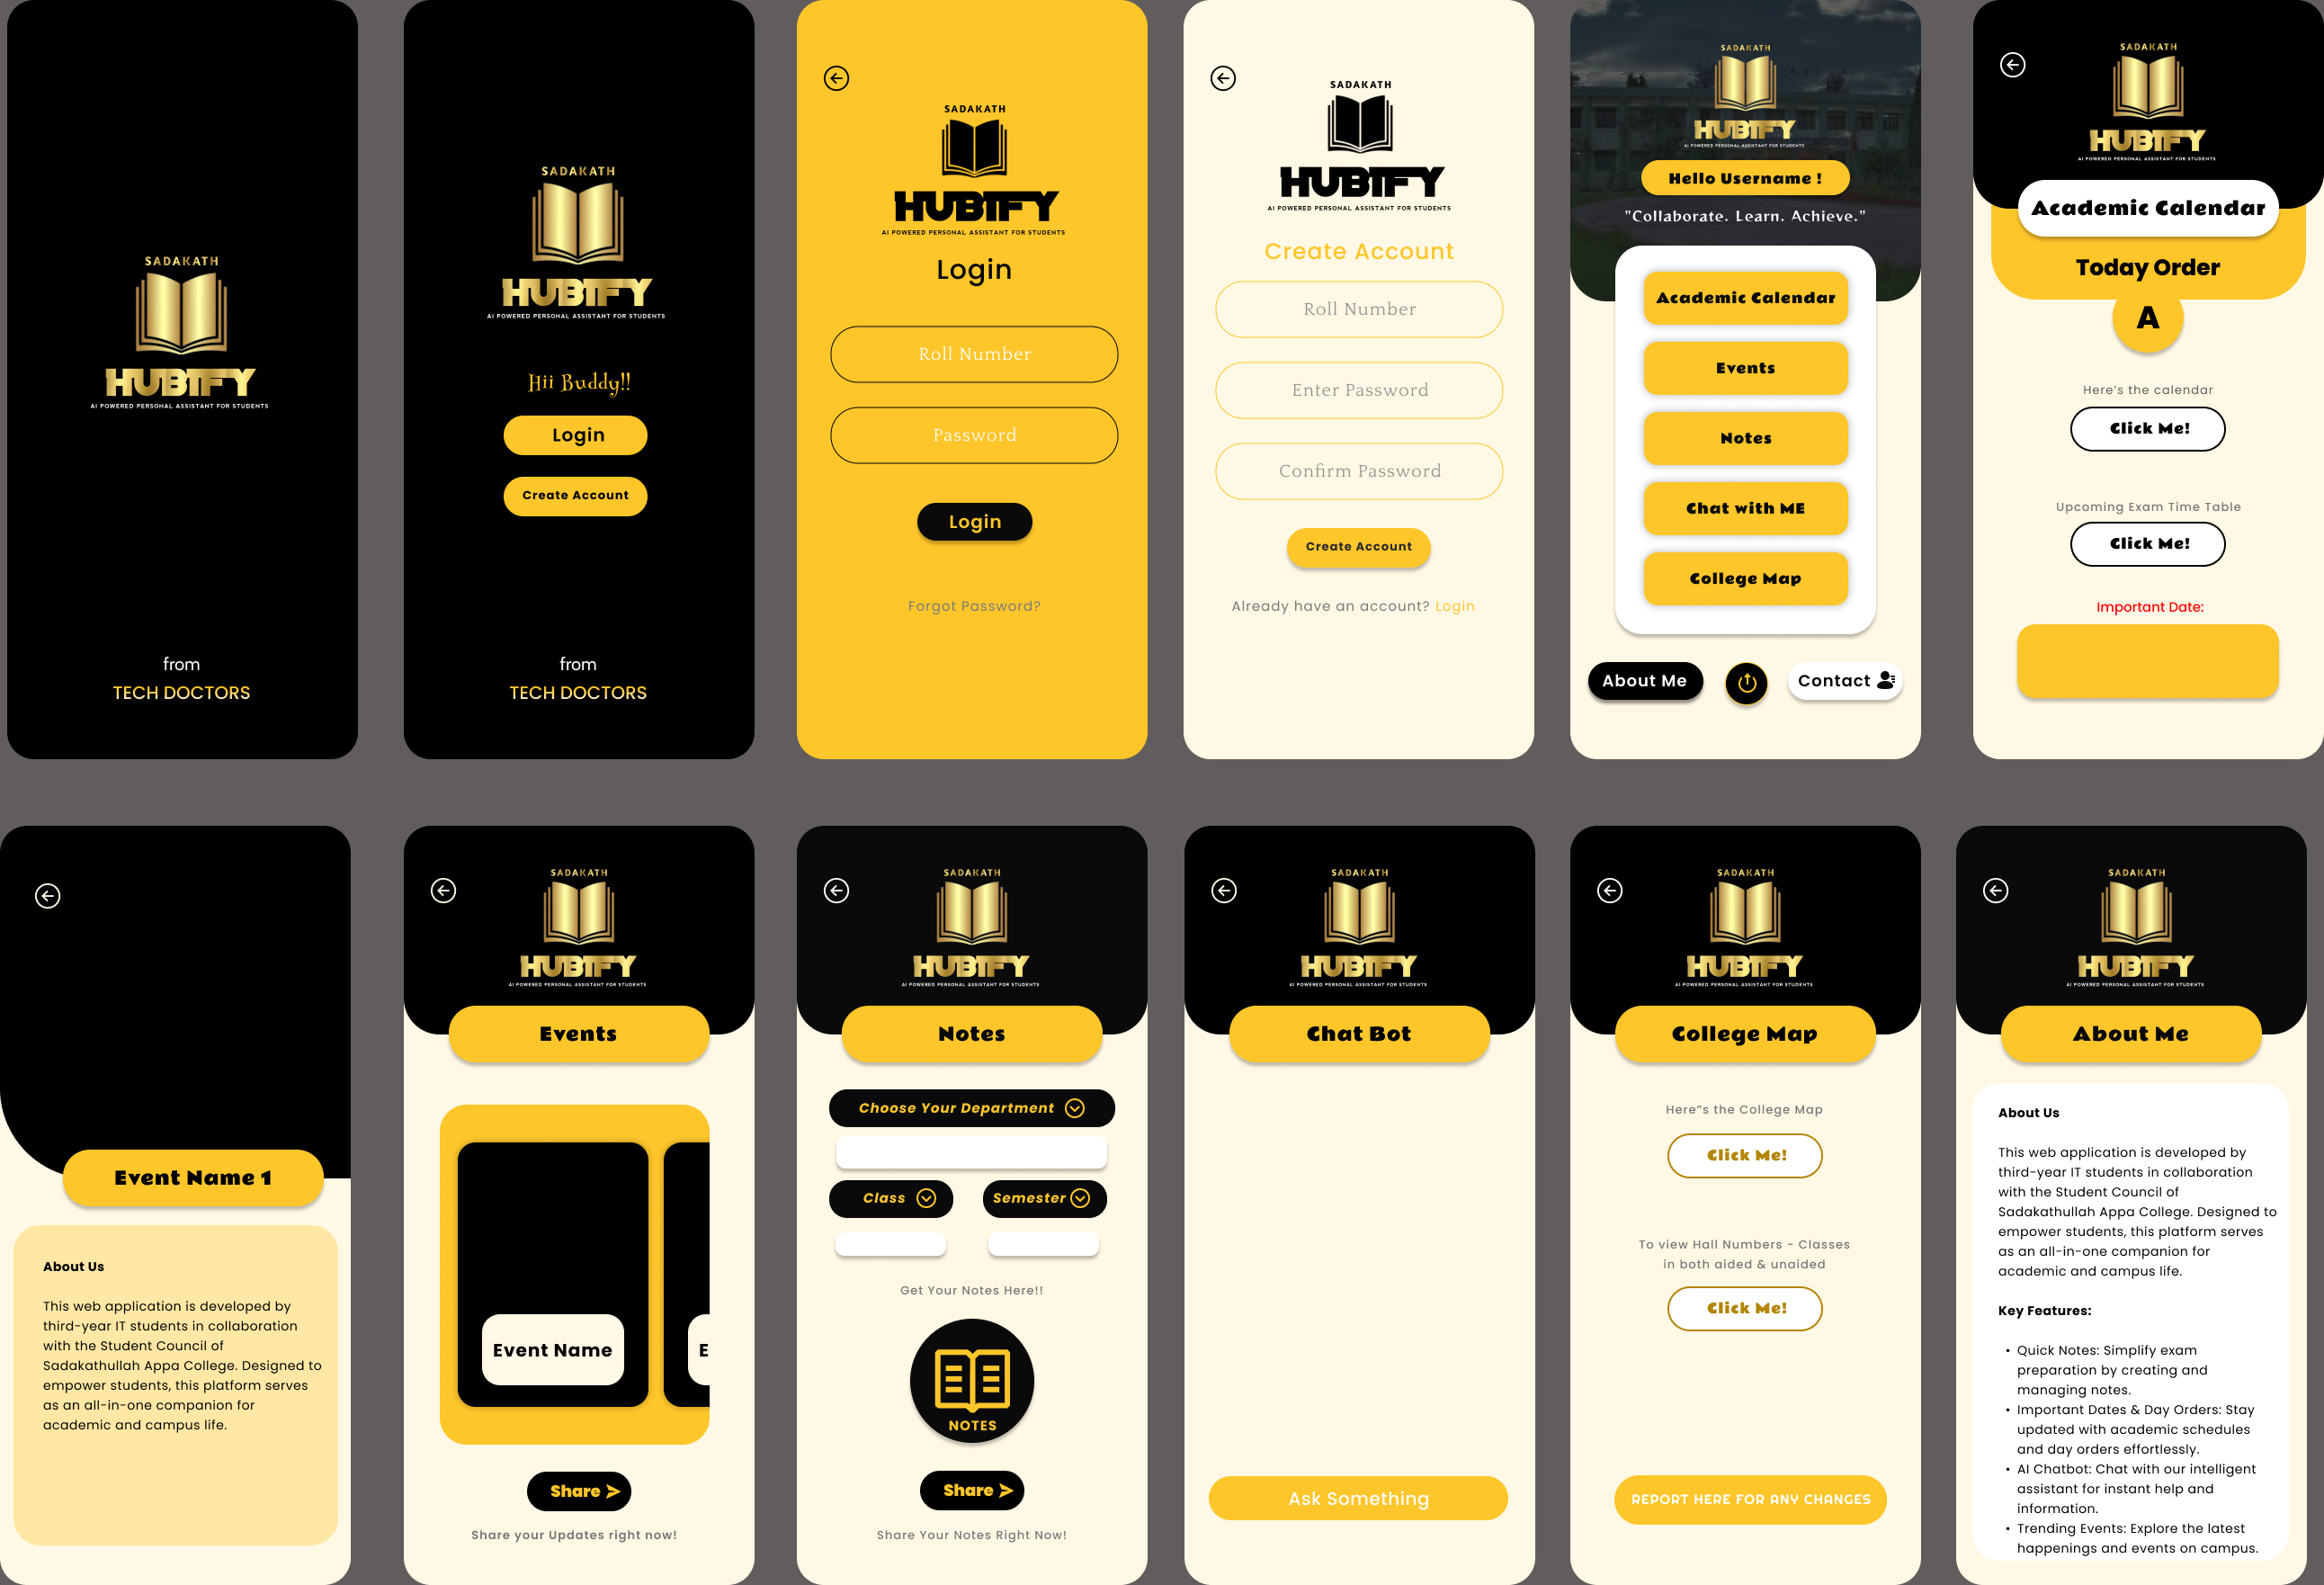 SADAKATH
HUBIFY
AI POWERED PERSONAL ASSISTANT FOR STUDENTS
from
TECH DOCTORS
SADAKATH
HUBIFY
AI POWERED PERSONAL ASSISTANT FOR STUDENTS
Hii Buddy!!
Login
Create Account
from
TECH DOCTORS
SADAKATH
HUBIFY
AI POWERED PERSONAL ASSISTANT FOR STUDENTS
Login
Roll Number
Password
Login
Forgot Password?
SADAKATH
HUBIFY
AI POWERED PERSONAL ASSISTANT FOR STUDENTS
Create Account
Roll Number
Enter Password
Confirm Password
Create Account
Already have an account? Login
SADAKATH
HUBIFY
AI POWERED PERSONAL ASSISTANT FOR STUDENTS
Hello Username !
"Collaborate. Learn. Achieve."
Academic Calendar
Events
Notes
Chat with ME
College Map
About Me
Contact
SADAKATH
HUBIFY
AI POWERED PERSONAL ASSISTANT FOR STUDENTS
Academic Calendar
Today Order
A
Here's the calendar
Click Me!
Upcoming Exam Time Table
Click Me!
Important Date:
Event Name 1
About Us
This web application is developed by
third-year IT students in collaboration
with the Student Council of
Sadakathullah Appa College. Designed to
empower students, this platform serves
as an all-in-one companion for
academic and campus life.
SADAKATH
HUBIFY
AI POWERED PERSONAL ASSISTANT FOR STUDENTS
Events
Event Name
E
Share
Share your Updates right now!
SADAKATH
HUBIFY
AI POWERED PERSONAL ASSISTANT FOR STUDENTS
Notes
Choose Your Department
Class
Semester
Get Your Notes Here!!
NOTES
Share
Share Your Notes Right Now!
SADAKATH
HUBIFY
AI POWERED PERSONAL ASSISTANT FOR STUDENTS
Chat Bot
Ask Something
SADAKATH
HUBIFY
AI POWERED PERSONAL ASSISTANT FOR STUDENTS
College Map
Here"s the College Map
Click Me!
To view Hall Numbers - Classes
in both aided & unaided
Click Me!
REPORT HERE FOR ANY CHANGES
SADAKATH
HUBIFY
AI POWERED PERSONAL ASSISTANT FOR STUDENTS
About Me
About Us
This web application is developed by
third-year IT students in collaboration
with the Student Council of
Sadakathullah Appa College. Designed to
empower students, this platform serves
as an all-in-one companion for
academic and campus life.
Key Features:
• Quick Notes: Simplify exam
preparation by creating and
managing notes.
• Important Dates & Day Orders: Stay
updated with academic schedules
and day orders effortlessly.
• AI Chatbot: Chat with our intelligent
assistant for instant help and
information.
• Trending Events: Explore the latest
happenings and events on campus.